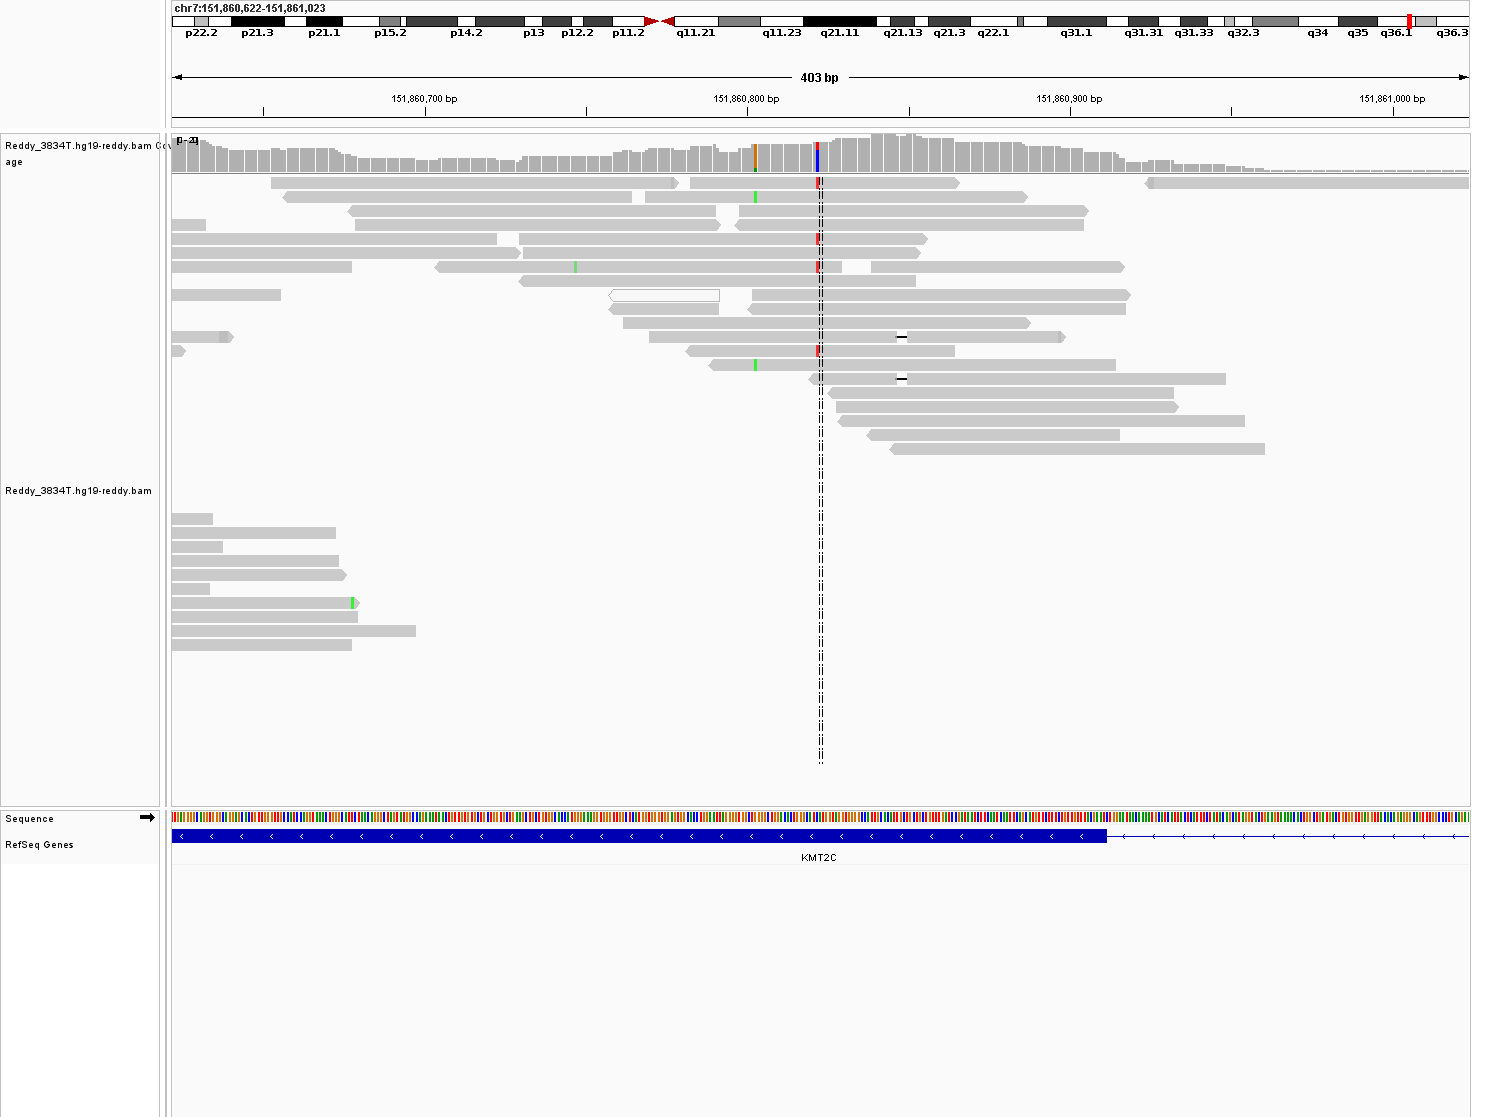 chr7:151,860,622-151,861,023
p22.2 p21.3 p21.1 p15.2 p14.2 p13 p12.2 p11.2 q11.21 q11.23 q21.11 q21.13 q21.3 q22.1 q31.1 q31.31 q31.33 q32.3 q34 q35 q36.1 q36.3
403 bp
151,860,700 bp 151,860,800 bp 151,860,900 bp 151,861,000 bp
Reddy_3834T.hg19-reddy.bam Cov
age
Reddy_3834T.hg19-reddy.bam
Sequence
RefSeq Genes
KMT2C